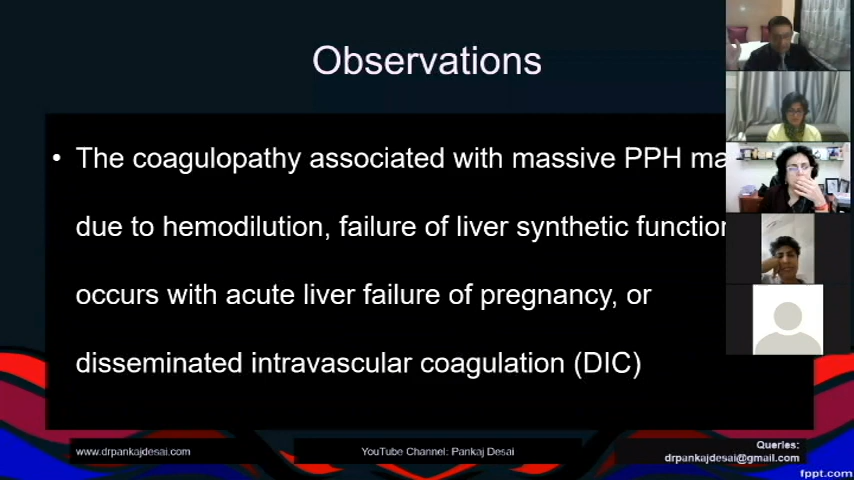 Observations
• The coagulopathy associated with massive PPH
due to hemodilution, failure of liver synthetic function
occurs with acute liver failure of pregnancy, or
disseminated intravascular coagulation (DIC)
www.drpankajdesai.com
YouTube Channel: Pankaj Desai
Queries:
drpankajdesai@gmail.com
fppt.com